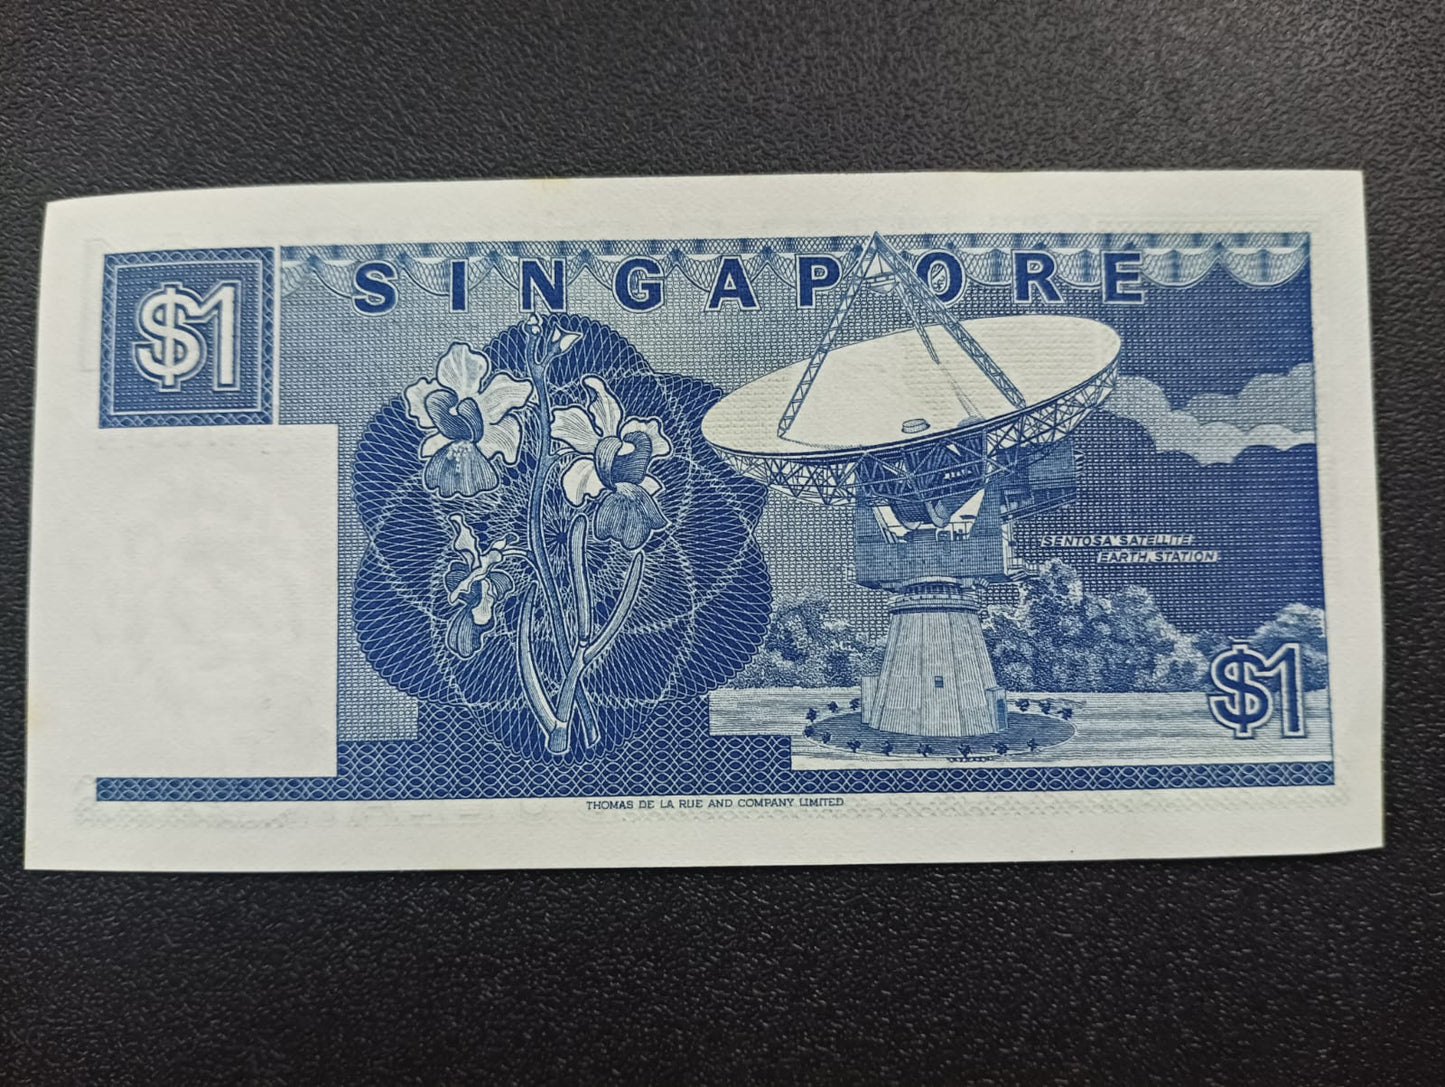 $1
SINGAPORE
SENTOSA SATELLITE
EARTH STATION
$1
THOMAS DE LA RUE AND COMPANY LIMITED